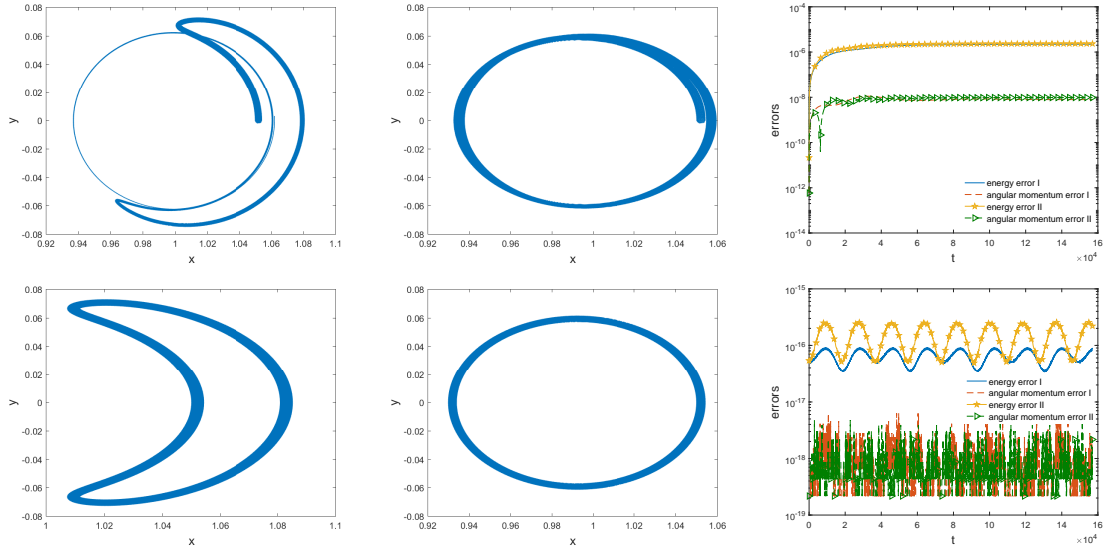 0.08
0.06
0.04
0.02
0
-0.02
-0.04
-0.06
-0.08
y
0.92 0.94 0.96 0.98 1 1.02 1.04 1.06 1.08 1.1
x
0.08
0.06
0.04
0.02
0
-0.02
-0.04
-0.06
-0.08
y
0.92 0.94 0.96 0.98 1 1.02 1.04 1.06
x
10-4
10-6
10-8
10-10
10-12
10-14
errors
energy error I
angular momentum error I
energy error II
angular momentum error II
0 2 4 6 8 10 12 14 16
t
×104
0.08
0.06
0.04
0.02
0
-0.02
-0.04
-0.06
-0.08
y
1 1.02 1.04 1.06 1.08 1.1
x
0.08
0.06
0.04
0.02
0
-0.02
-0.04
-0.06
-0.08
y
0.92 0.94 0.96 0.98 1 1.02 1.04 1.06
x
10-15
10-16
10-17
10-18
10-19
errors
energy error I
angular momentum error I
energy error II
angular momentum error II
0 2 4 6 8 10 12 14 16
t
×104